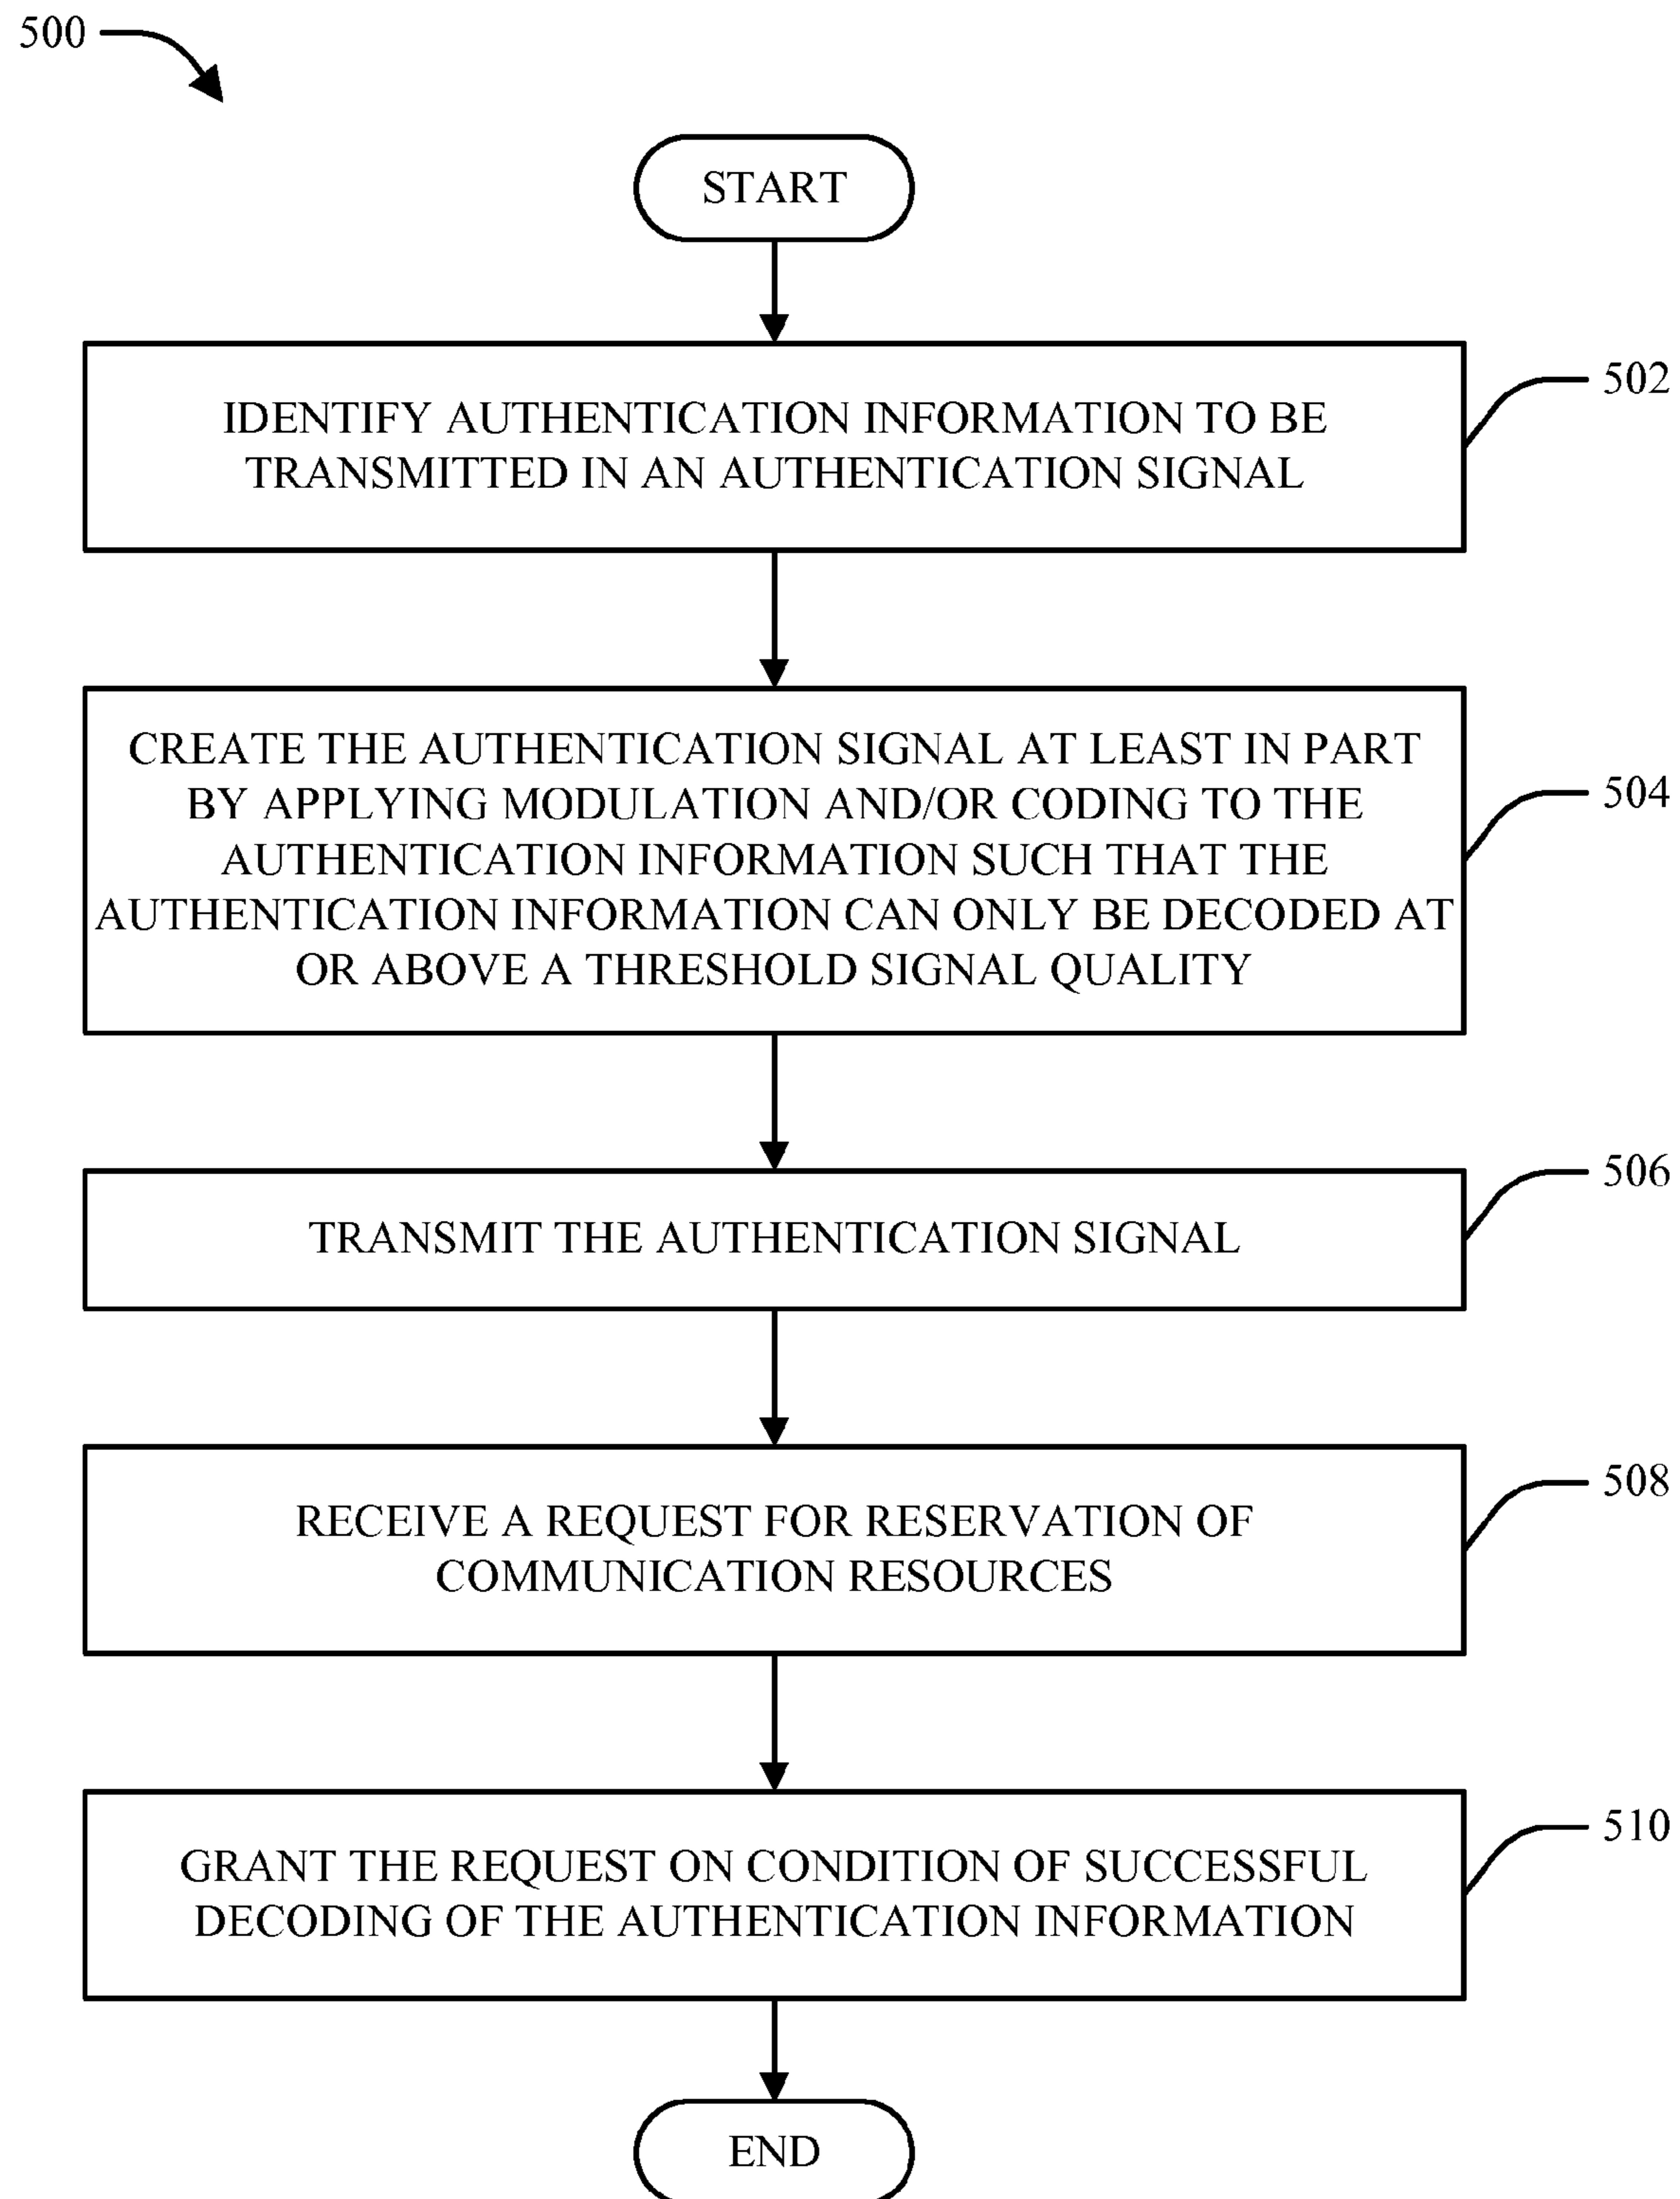 500
START
IDENTIFY AUTHENTICATION INFORMATION TO BE
TRANSMITTED IN AN AUTHENTICATION SIGNAL
502
CREATE THE AUTHENTICATION SIGNAL AT LEAST IN PART
BY APPLYING MODULATION AND/OR CODING TO THE
AUTHENTICATION INFORMATION SUCH THAT THE
AUTHENTICATION INFORMATION CAN ONLY BE DECODED AT
OR ABOVE A THRESHOLD SIGNAL QUALITY
504
TRANSMIT THE AUTHENTICATION SIGNAL
506
RECEIVE A REQUEST FOR RESERVATION OF
COMMUNICATION RESOURCES
508
GRANT THE REQUEST ON CONDITION OF SUCCESSFUL
DECODING OF THE AUTHENTICATION INFORMATION
510
END